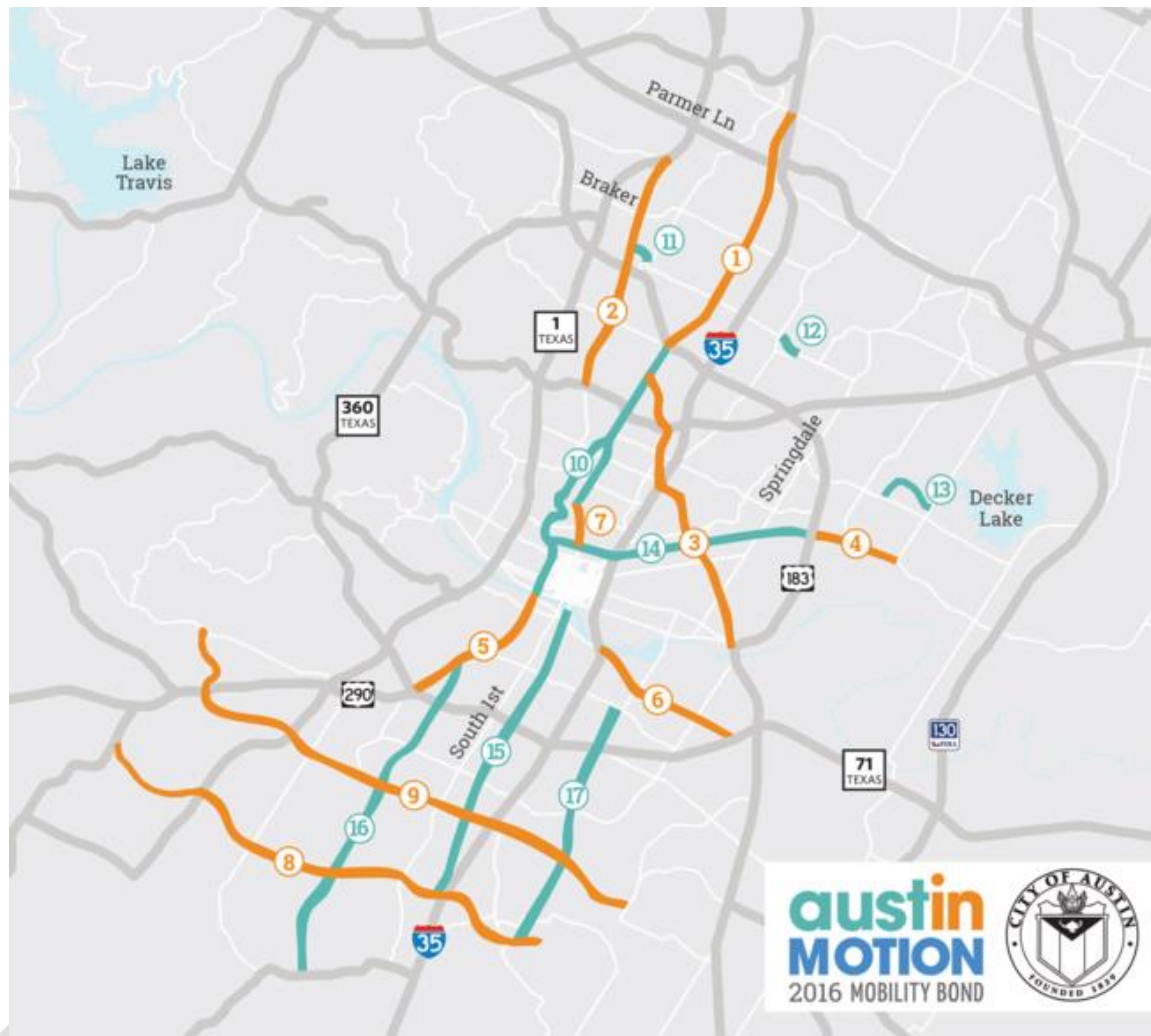 Parmer Ln
Lake
Travis
Braker
11
1
2
1
TEXAS
35
12
360
TEXAS
Springdale
10
13
Decker
Lake
7
3
14
4
183
5
290
6
South 1st
130
15
71
TEXAS
17
9
16
8
35
austin
MOTION
2016 MOBILITY BOND
CITY OF AUSTIN
FOUNDED 1839